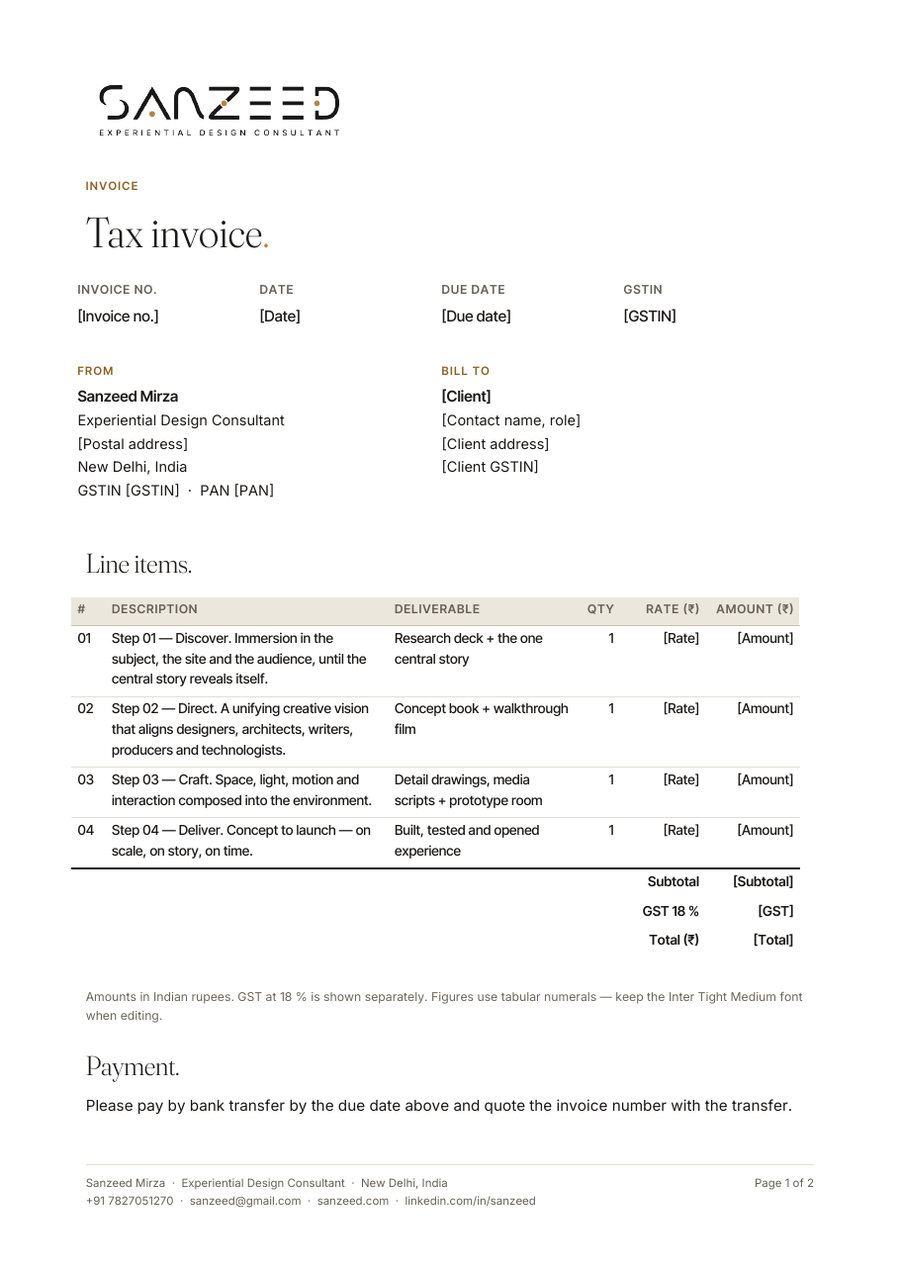 SANZEED
EXPERIENTIAL DESIGN CONSULTANT
INVOICE
Tax invoice.
INVOICE NO. DATE DUE DATE GSTIN
[Invoice no.] [Date] [Due date] [GSTIN]
FROM BILL TO
Sanzeed Mirza [Client]
Experiential Design Consultant [Contact name, role]
[Postal address] [Client address]
New Delhi, India [Client GSTIN]
GSTIN [GSTIN] · PAN [PAN]
Line items.
# DESCRIPTION DELIVERABLE QTY RATE (₹) AMOUNT (₹)
01 Step 01 — Discover. Immersion in the Research deck + the one 1 [Rate] [Amount]
subject, the site and the audience, until the central story
central story reveals itself.
02 Step 02 — Direct. A unifying creative vision Concept book + walkthrough 1 [Rate] [Amount]
that aligns designers, architects, writers, film
producers and technologists.
03 Step 03 — Craft. Space, light, motion and Detail drawings, media 1 [Rate] [Amount]
interaction composed into the environment. scripts + prototype room
04 Step 04 — Deliver. Concept to launch — on Built, tested and opened 1 [Rate] [Amount]
scale, on story, on time. experience
Subtotal [Subtotal]
GST 18 % [GST]
Total (₹) [Total]
Amounts in Indian rupees. GST at 18 % is shown separately. Figures use tabular numerals — keep the Inter Tight Medium font
when editing.
Payment.
Please pay by bank transfer by the due date above and quote the invoice number with the transfer.
Sanzeed Mirza · Experiential Design Consultant · New Delhi, India Page 1 of 2
+91 7827051270 · sanzeed@gmail.com · sanzeed.com · linkedin.com/in/sanzeed